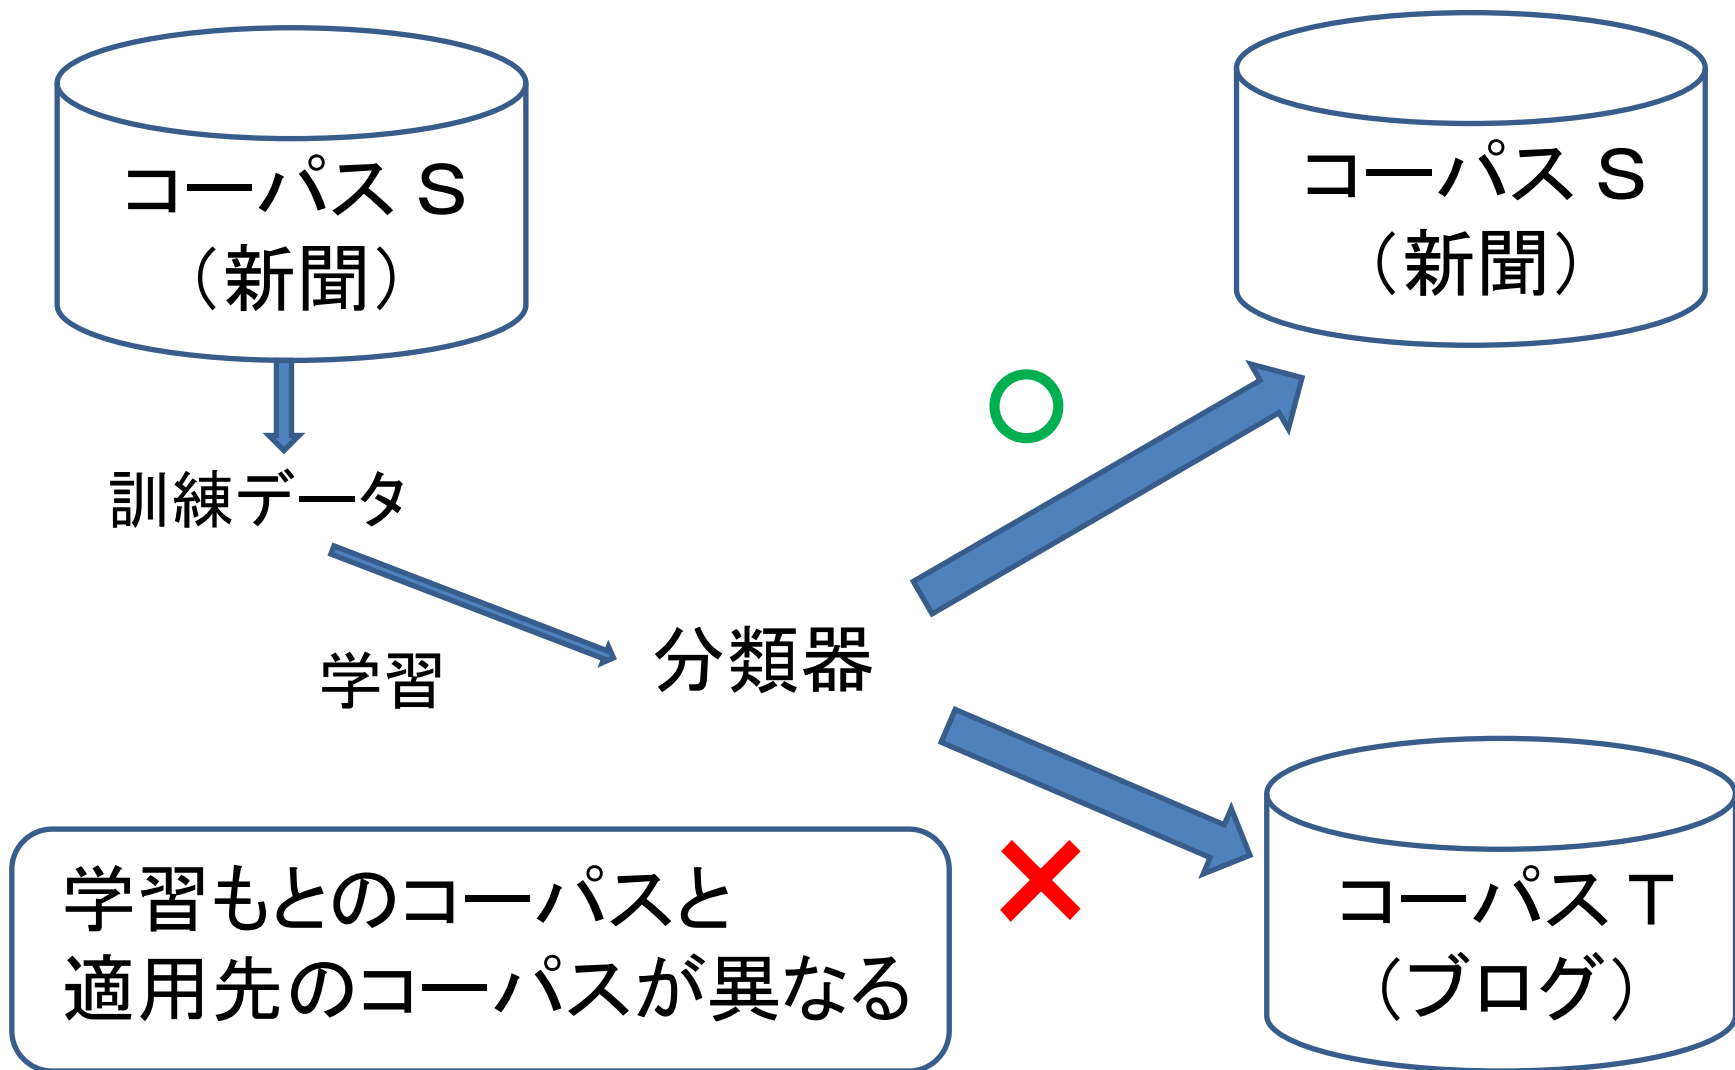 コーパス S
（新聞）
訓練データ
学習
分類器
コーパス S
（新聞）
コーパス T
（ブログ）
学習もとのコーパスと
適用先のコーパスが異なる